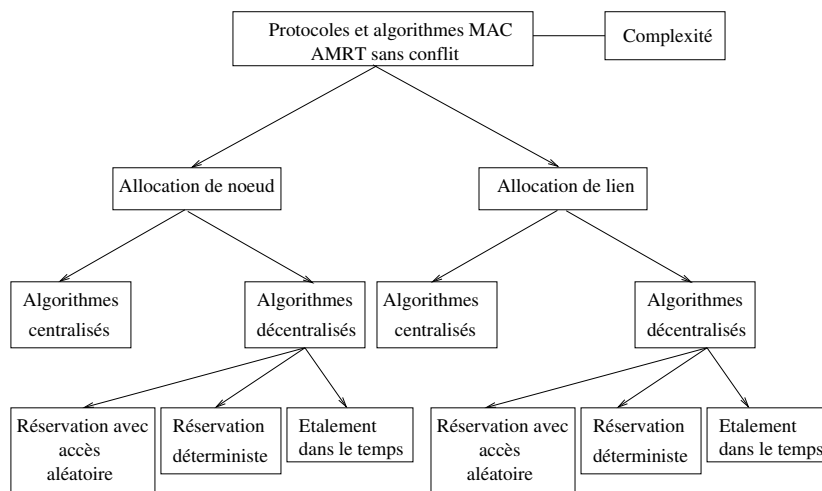 Protocoles et algorithmes MAC
AMRT sans conflit
Complexité
Allocation de noeud
Allocation de lien
Algorithmes
centralisés
Algorithmes
décentralisés
Algorithmes
centralisés
Algorithmes
décentralisés
Réservation avec
accès
aléatoire
Réservation
déterministe
Etalement
dans le temps
Réservation avec
accès
aléatoire
Réservation
déterministe
Etalement
dans le temps